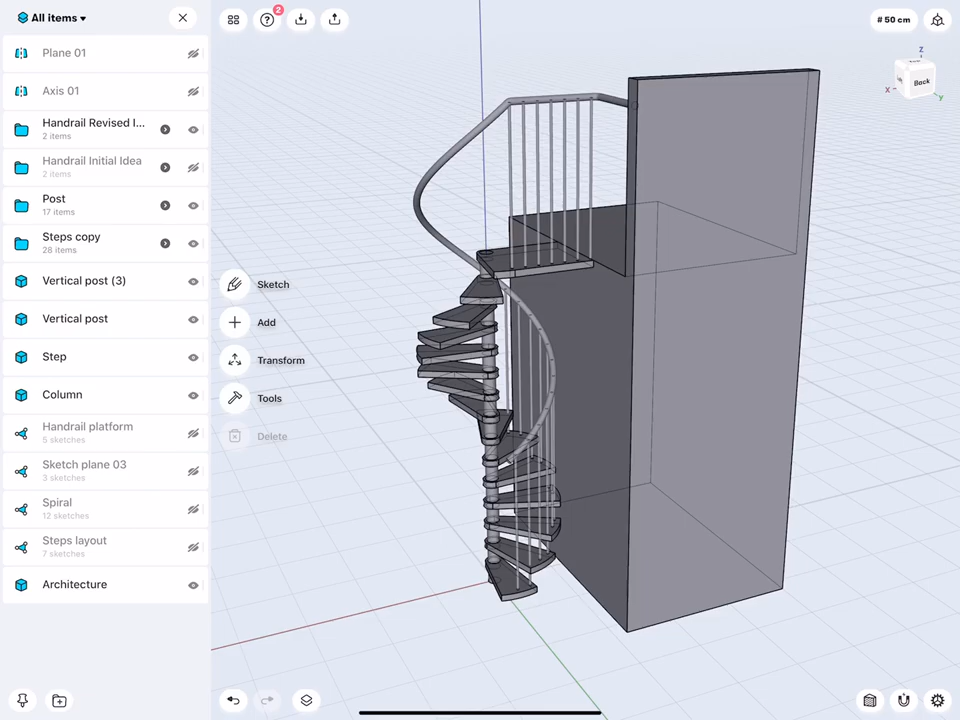 All items ▾
Plane 01
Axis 01
Handrail Revised I...
2 items
Handrail Initial Idea
2 items
Post
17 items
Steps copy
28 items
Vertical post (3)
Vertical post
Step
Column
Handrail platform
5 sketches
Sketch plane 03
3 sketches
Spiral
12 sketches
Steps layout
7 sketches
Architecture
2
Sketch
Add
Transform
Tools
Delete
# 50 cm
Z
Back
X
y